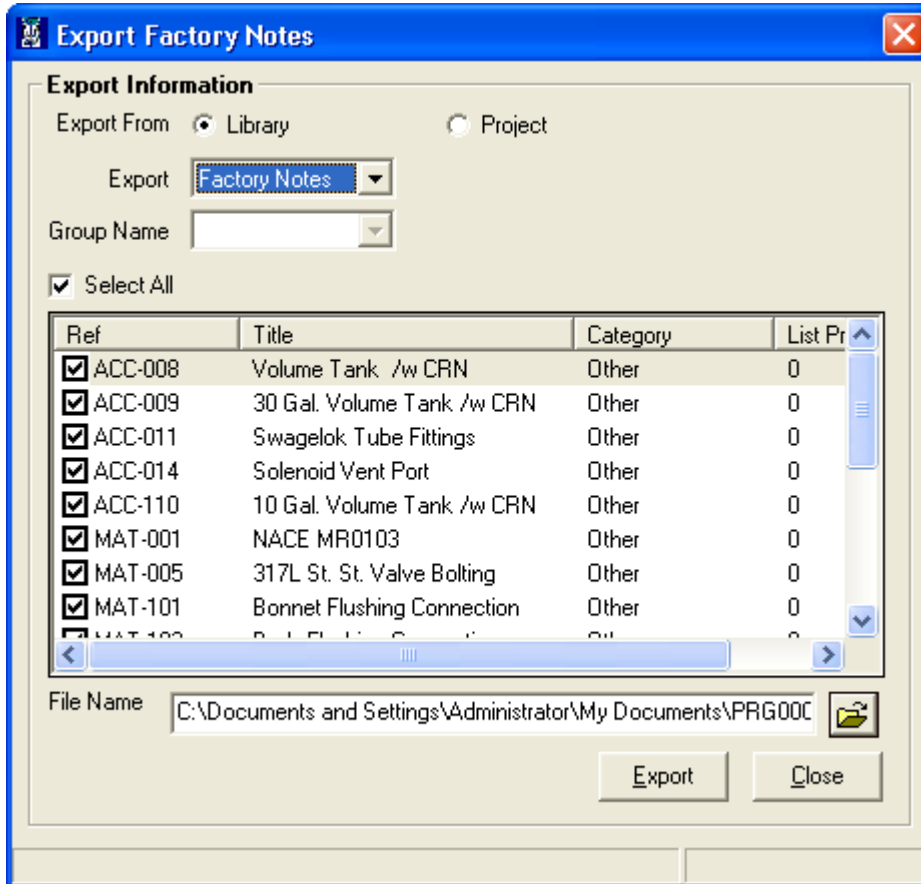 Export Factory Notes
Export Information
Export From Library Project
Export Factory Notes
Group Name
Select All
Ref Title Category List Pr
ACC-008 Volume Tank /w CRN Other 0
ACC-009 30 Gal. Volume Tank /w CRN Other 0
ACC-011 Swagelok Tube Fittings Other 0
ACC-014 Solenoid Vent Port Other 0
ACC-110 10 Gal. Volume Tank /w CRN Other 0
MAT-001 NACE MR0103 Other 0
MAT-005 317L St. St. Valve Bolting Other 0
MAT-101 Bonnet Flushing Connection Other 0
File Name C:\Documents and Settings\Administrator\My Documents\PRG000
Export Close